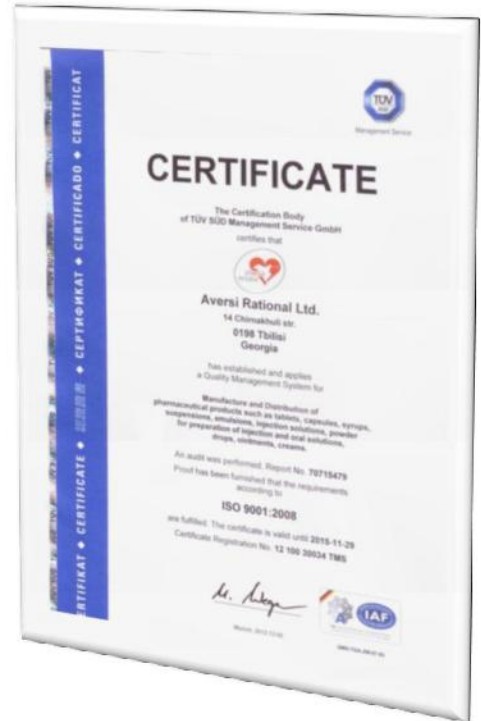 TÜV
Management Service
CERTIFICATE
The Certification Body
of TÜV SÜD Management Service GmbH
certifies that
Aversi Rational Ltd.
14 Chirnakhuli str.
0198 Tbilisi
Georgia
has established and applies
a Quality Management System for
Manufacture and Distribution of
pharmaceutical products such as tablets, capsules, syrups,
suspensions, emulsions, injection solutions, powder
for preparation of injection and oral solutions,
drops, ointments, creams.
An audit was performed, Report No. 70715479
Proof has been furnished that the requirements
according to
ISO 9001:2008
are fulfilled. The certificate is valid until 2015-11-29
Certificate Registration No. 12 100 30034 TMS
IAF
ERTIFIKAT ◆ CERTIFICATE ◆ ◆ СЕРТИФИКАТ ◆ CERTIFICADO ◆ CERTIFICAT